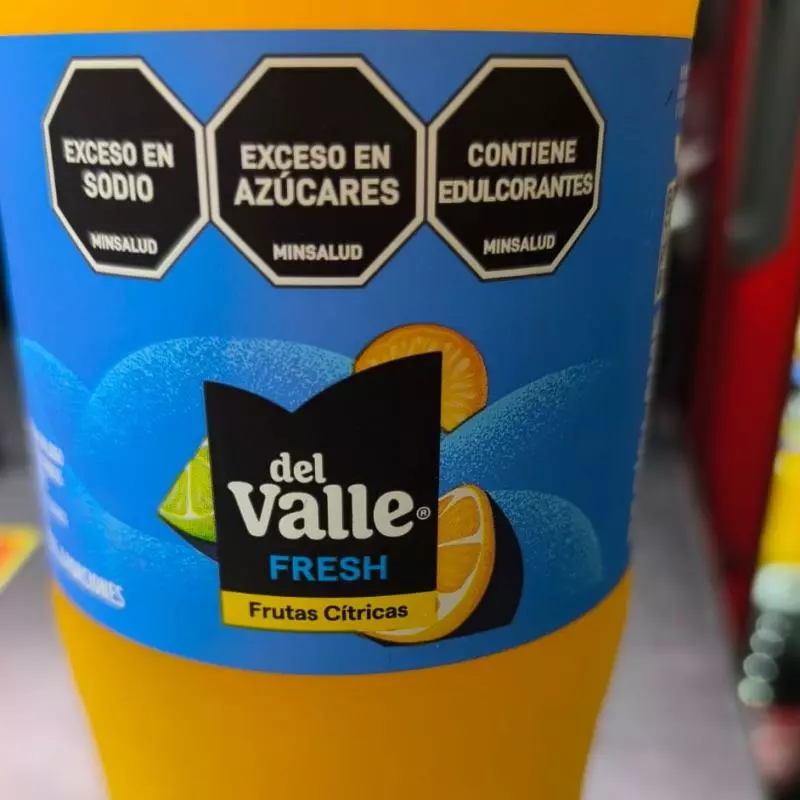 EXCESO EN
SODIO
MINSALUD
EXCESO EN
AZÚCARES
MINSALUD
CONTIENE
EDULCORANTES
MINSALUD
del
Valle®
FRESH
Frutas Cítricas